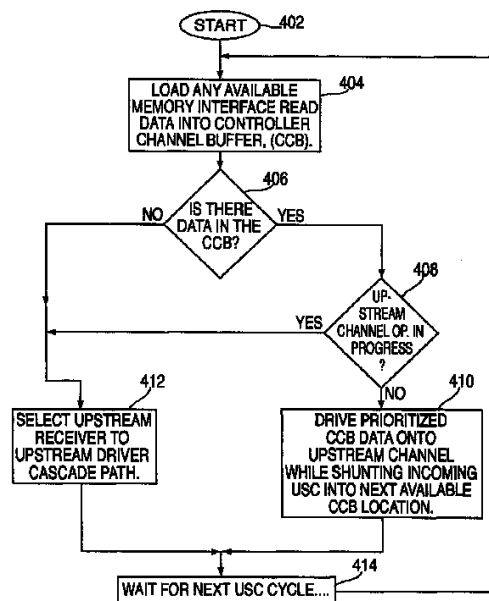 START
402
LOAD ANY AVAILABLE
MEMORY INTERFACE READ
DATA INTO CONTROLLER
CHANNEL BUFFER, (CCB).
404
406
NO
IS THERE
DATA IN THE
CCB?
YES
408
UP-
STREAM
CHANNEL OP. IN
PROGRESS
?
YES
NO
412
SELECT UPSTREAM
RECEIVER TO
UPSTREAM DRIVER
CASCADE PATH.
410
DRIVE PRIORITIZED
CCB DATA ONTO
UPSTREAM CHANNEL
WHILE SHUNTING INCOMING
USC INTO NEXT AVAILABLE
CCB LOCATION.
414
WAIT FOR NEXT USC CYCLE....